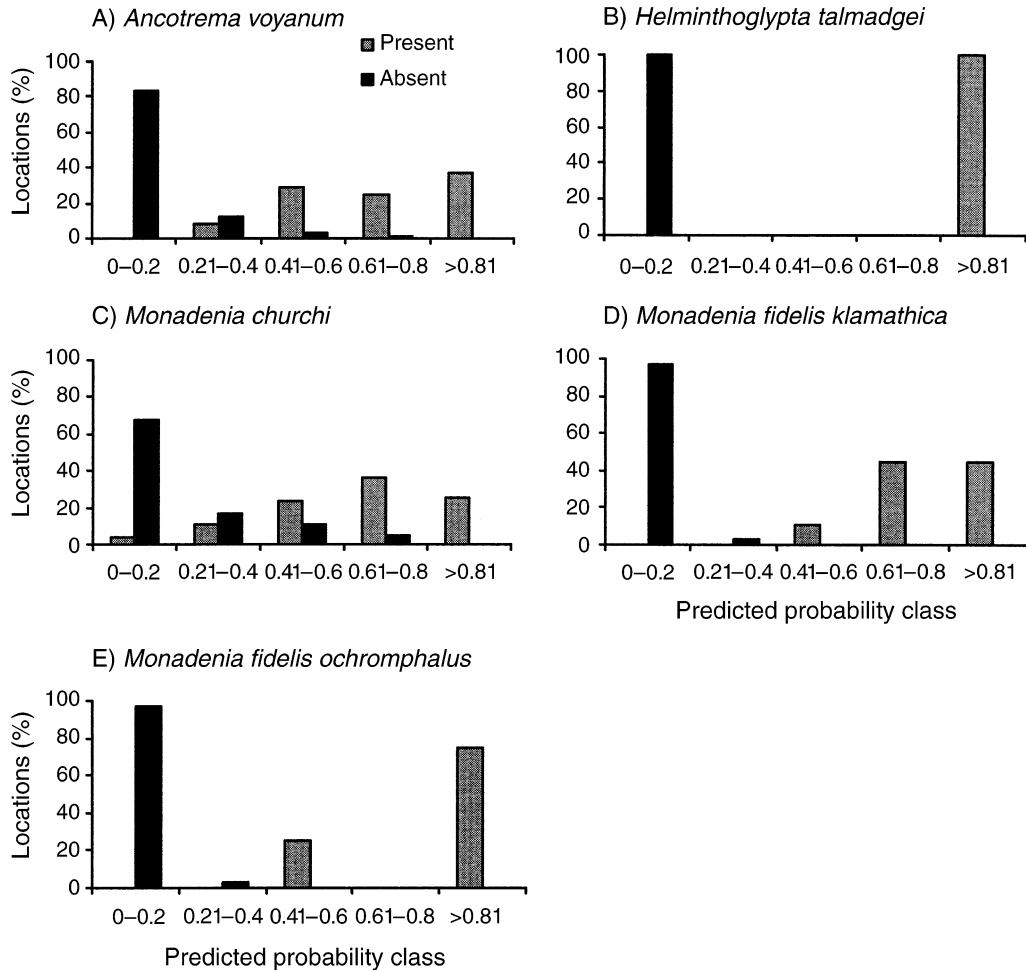 A) Ancotrema voyanum
Present
Absent
Locations (%)
100
80
60
40
20
0
0–0.2 0.21–0.4 0.41–0.6 0.61–0.8 >0.81
B) Helminthoglypta talmadgei
100
80
60
40
20
0
0–0.2 0.21–0.4 0.41–0.6 0.61–0.8 >0.81
C) Monadenia churchi
Locations (%)
100
80
60
40
20
0
0–0.2 0.21–0.4 0.41–0.6 0.61–0.8 >0.81
D) Monadenia fidelis klamathica
100
80
60
40
20
0
0–0.2 0.21–0.4 0.41–0.6 0.61–0.8 >0.81
Predicted probability class
E) Monadenia fidelis ochromphalus
Locations (%)
100
80
60
40
20
0
0–0.2 0.21–0.4 0.41–0.6 0.61–0.8 >0.81
Predicted probability class